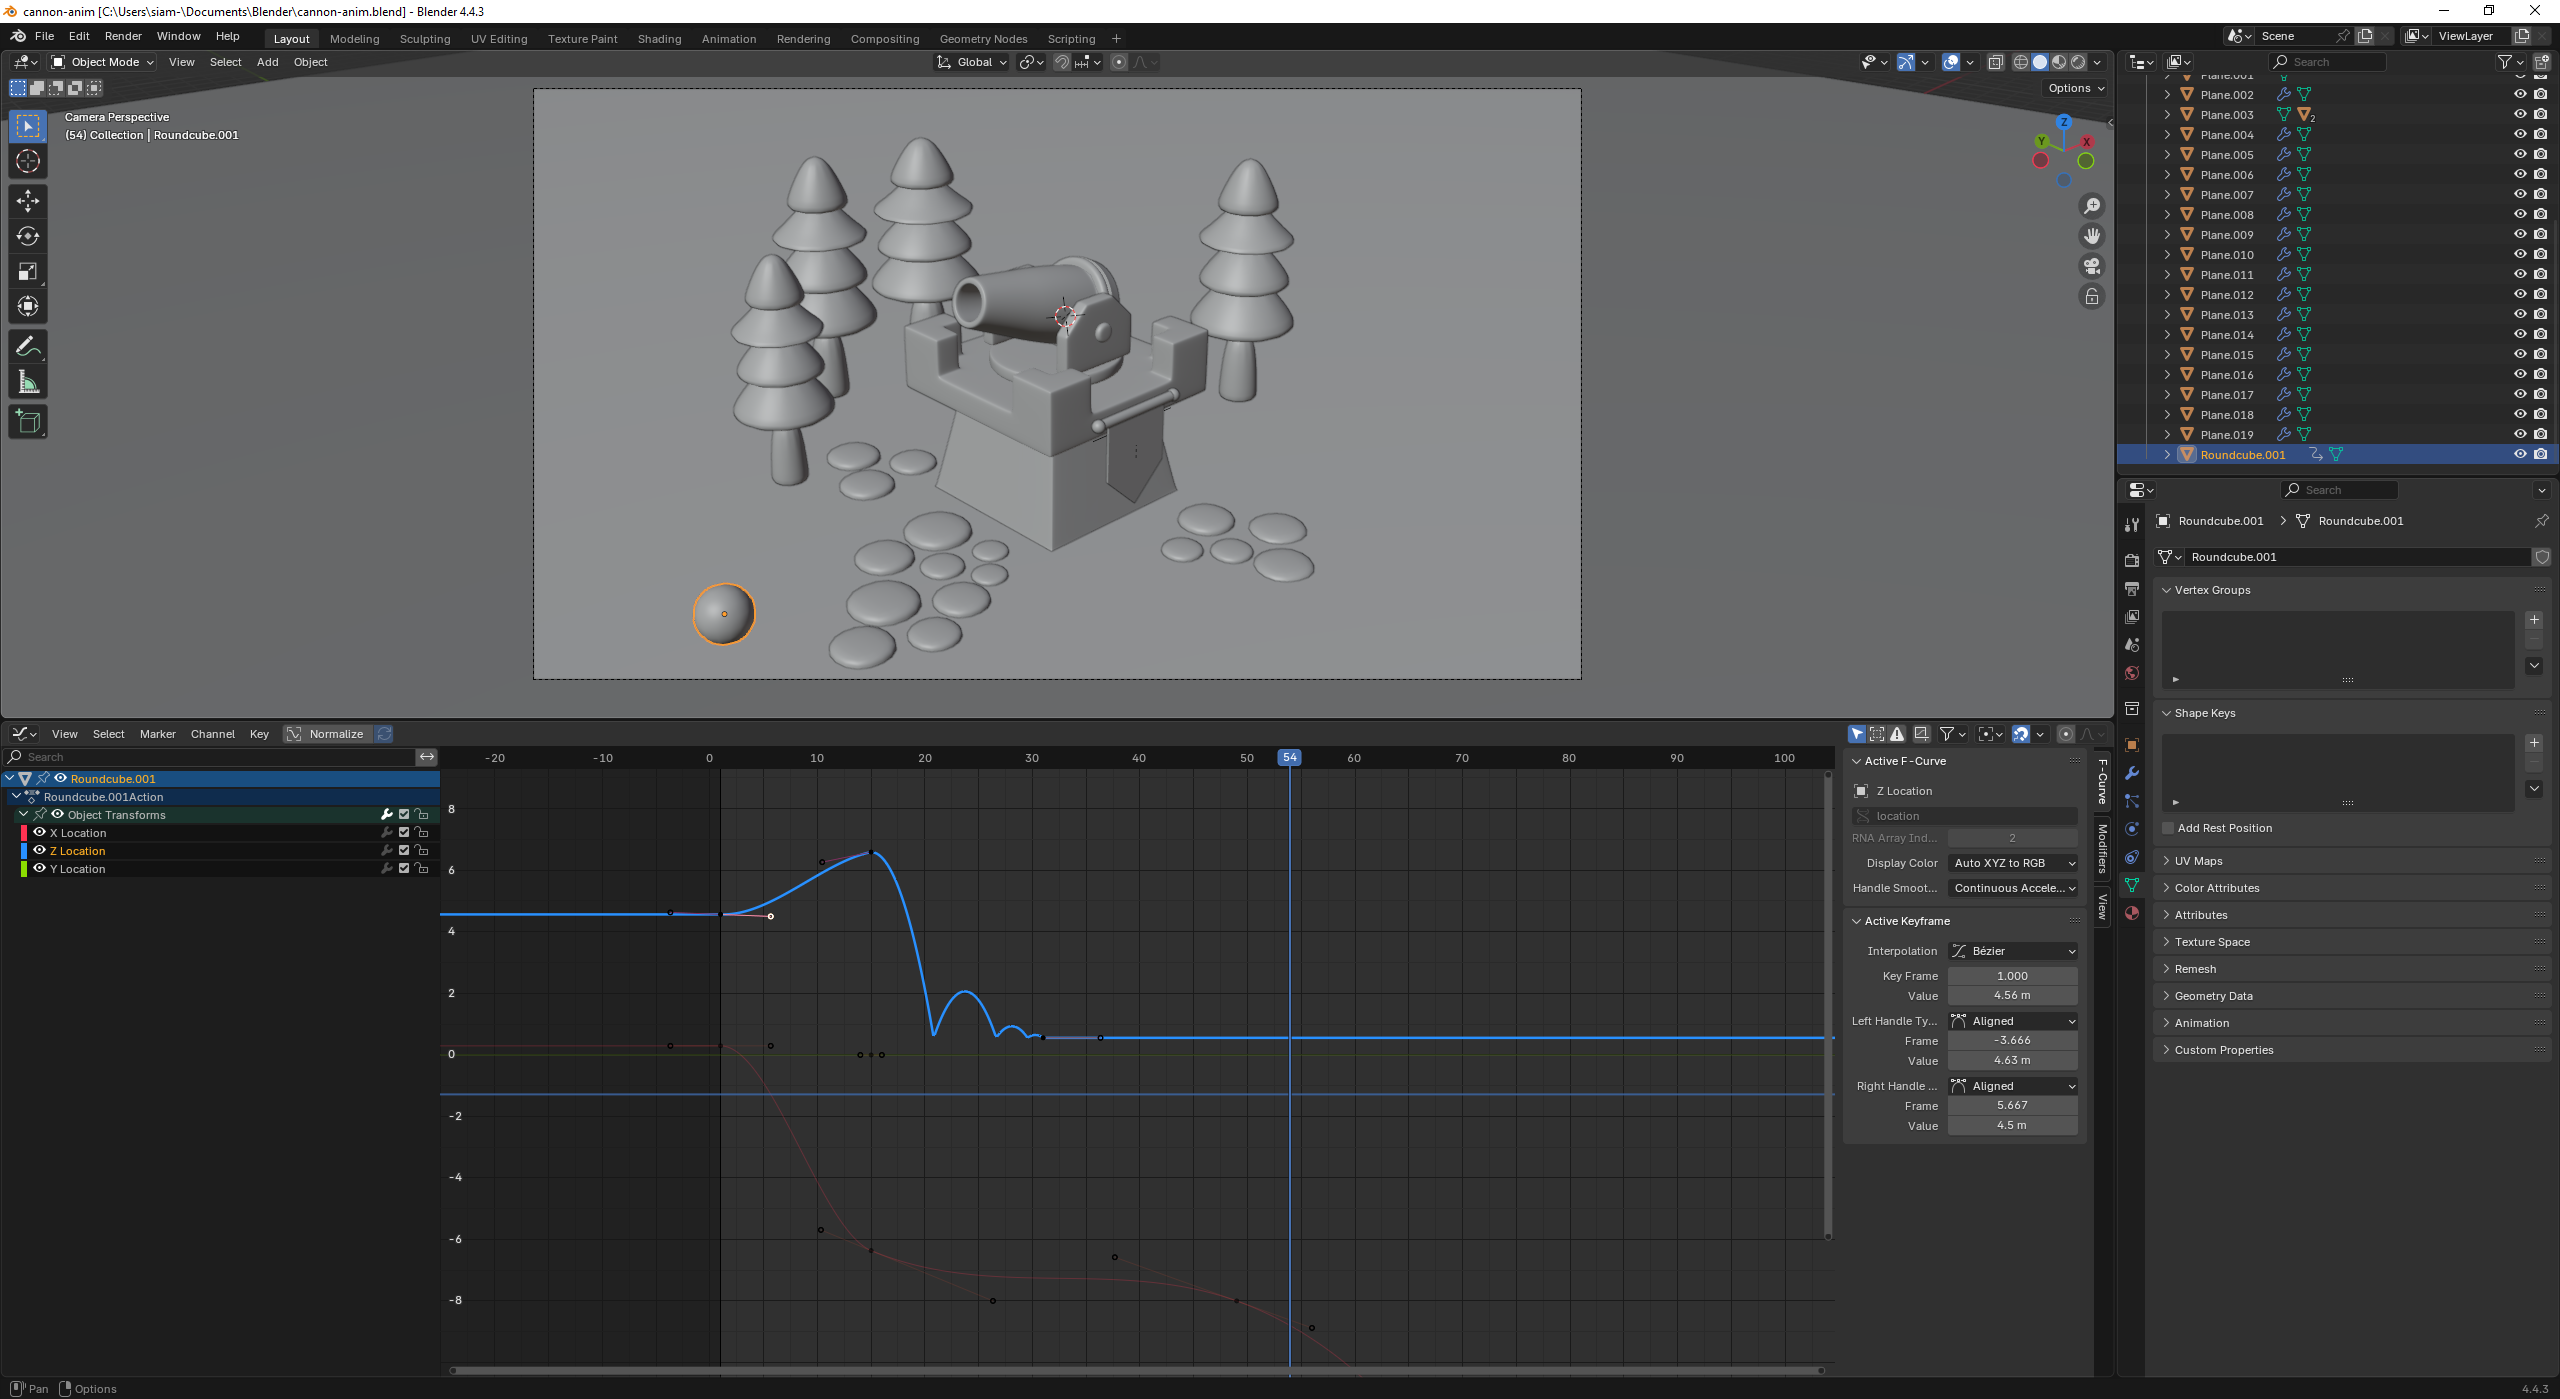 cannon-anim [C:\Users\siam-\Documents\Blender\cannon-anim.blend] - Blender 4.4.3
File Edit Render Window Help Layout Modeling Sculpting UV Editing Texture Paint Shading Animation Rendering Compositing Geometry Nodes Scripting + Scene ViewLayer
Object Mode View Select Add Object Global Search
Options
Camera Perspective
(54) Collection | Roundcube.001
Z
Y
X
Plane.001
Plane.002
Plane.003 2
Plane.004
Plane.005
Plane.006
Plane.007
Plane.008
Plane.009
Plane.010
Plane.011
Plane.012
Plane.013
Plane.014
Plane.015
Plane.016
Plane.017
Plane.018
Plane.019
Roundcube.001
Search
Roundcube.001 > Roundcube.001
Roundcube.001
Vertex Groups
Shape Keys
Add Rest Position
UV Maps
Color Attributes
Attributes
Texture Space
Remesh
Geometry Data
Animation
Custom Properties
View Select Marker Channel Key Normalize
Search
-20 -10 0 10 20 30 40 50 54 60 70 80 90 100
Roundcube.001
Roundcube.001Action
Object Transforms
X Location
Z Location
Y Location
8
6
4
2
0
-2
-4
-6
-8
Active F-Curve
Z Location
location
RNA Array Ind... 2
Display Color Auto XYZ to RGB
Handle Smoot... Continuous Accele...
Active Keyframe
Interpolation Bézier
Key Frame 1.000
Value 4.56 m
Left Handle Ty... Aligned
Frame -3.666
Value 4.63 m
Right Handle ... Aligned
Frame 5.667
Value 4.5 m
F-Curve
Modifiers
View
Pan Options
4.4.3